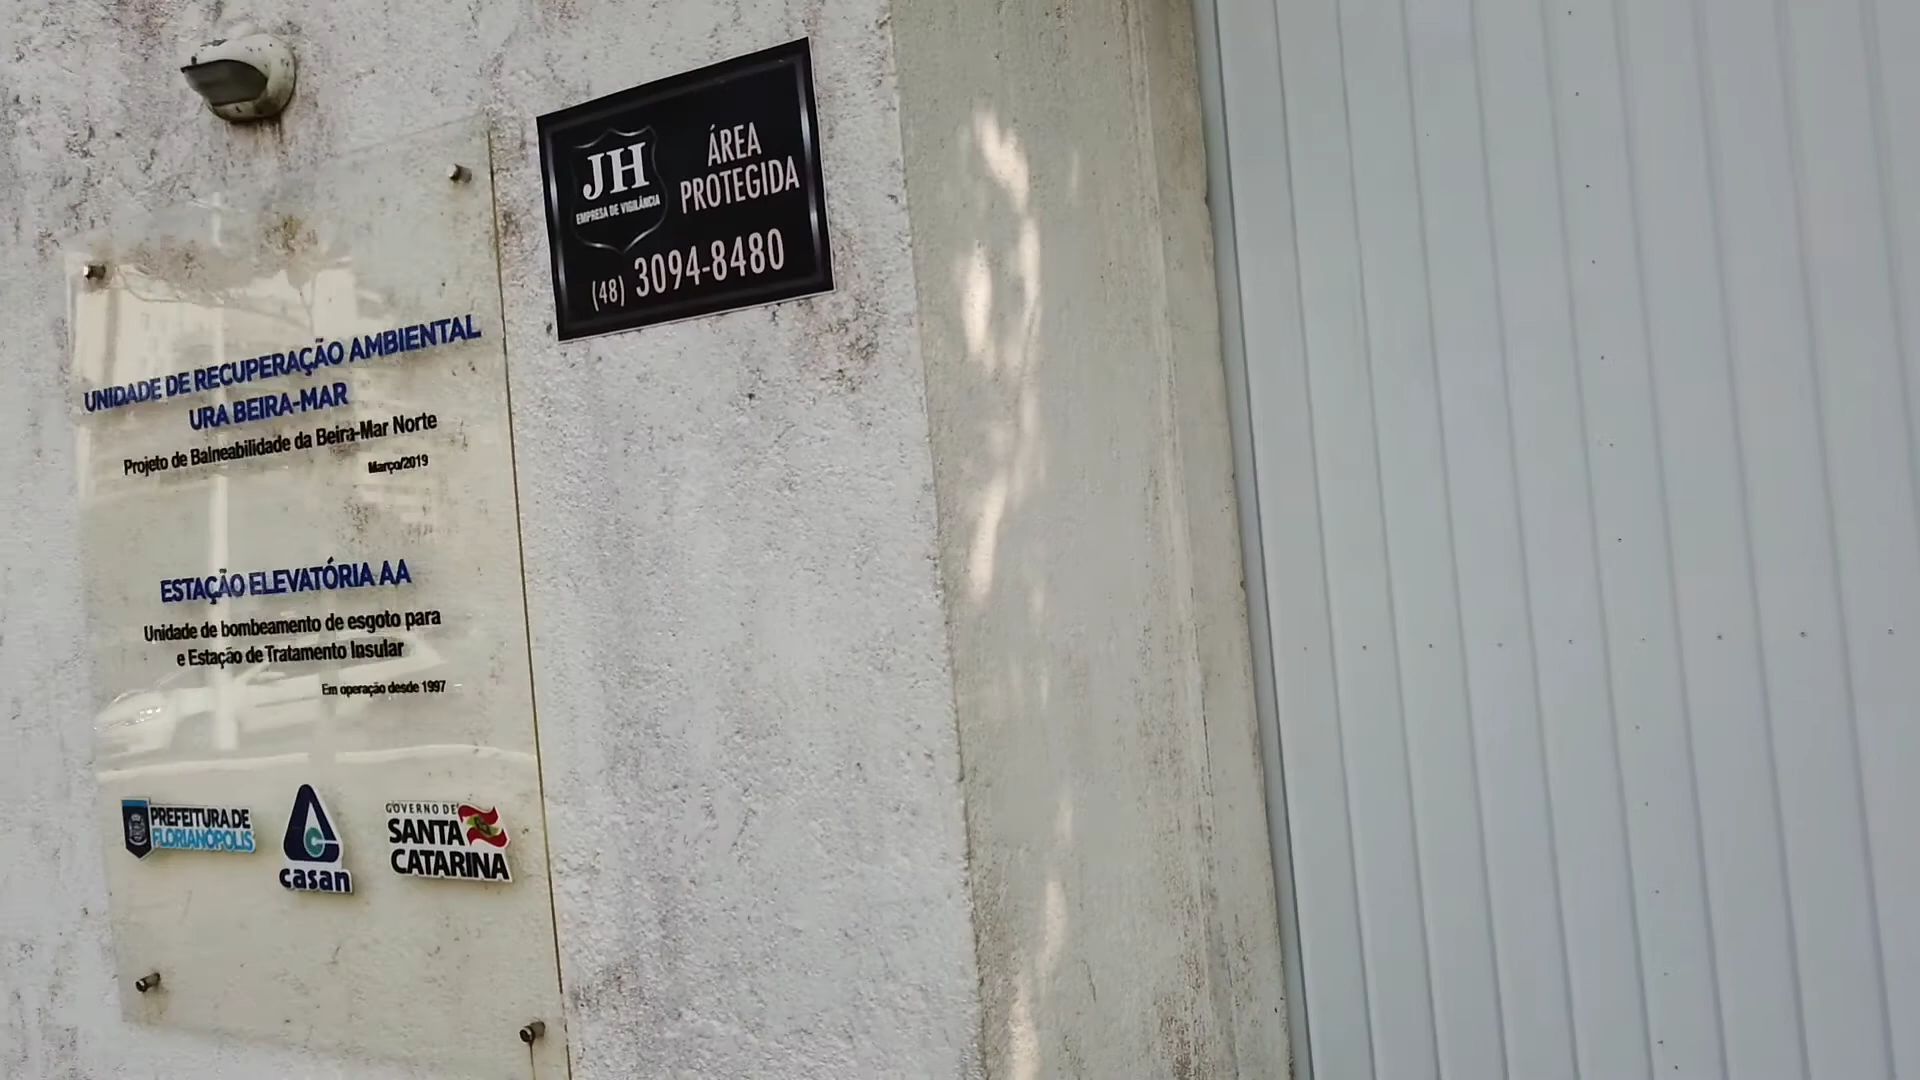 JH
EMPRESA DE VIGILÂNCIA
ÁREA
PROTEGIDA
(48) 3094-8480
UNIDADE DE RECUPERAÇÃO AMBIENTAL
URA BEIRA-MAR
Projeto de Balneabilidade da Beira-Mar Norte
Março/2019
ESTAÇÃO ELEVATÓRIA AA
Unidade de bombeamento de esgoto para
e Estação de Tratamento Insular
Em operação desde 1997
PREFEITURA DE
FLORIANÓPOLIS
casan
GOVERNO DE
SANTA
CATARINA